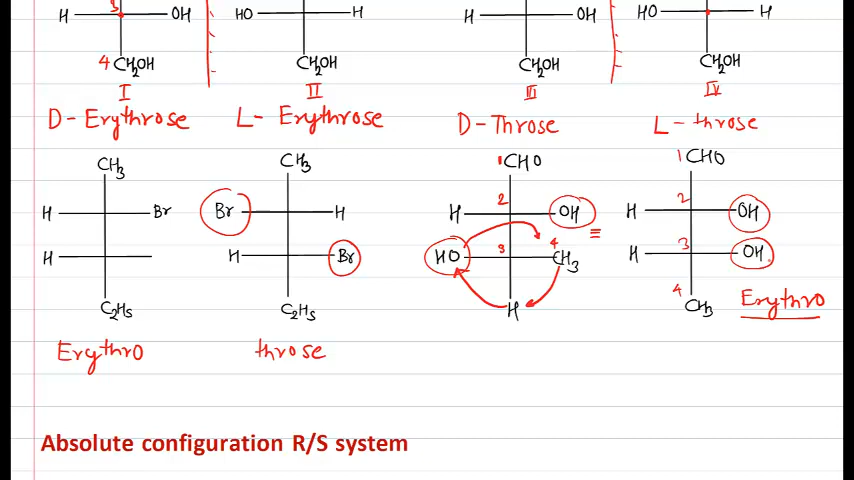 3
H OH HO H H OH HO H
4 CH2OH CH2OH CH2OH CH2OH
I II III IV
D-Erythrose L-Erythrose D-Throse L-throse
CH3 CH3 1CHO 1CHO
H Br Br H H 2 OH H 2 OH
≡
H H Br HO 3 4 CH3 H 3 OH
C2H5 C2H5 H 4 CH3
Erythro
Erythro throse
Absolute configuration R/S system